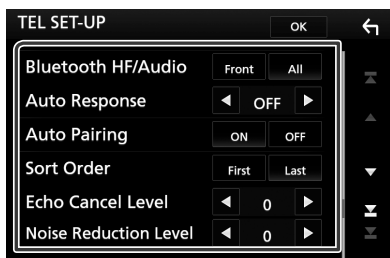 TEL SET-UP OK
Bluetooth HF/Audio Front All
Auto Response OFF
Auto Pairing ON OFF
Sort Order First Last
Echo Cancel Level 0
Noise Reduction Level 0